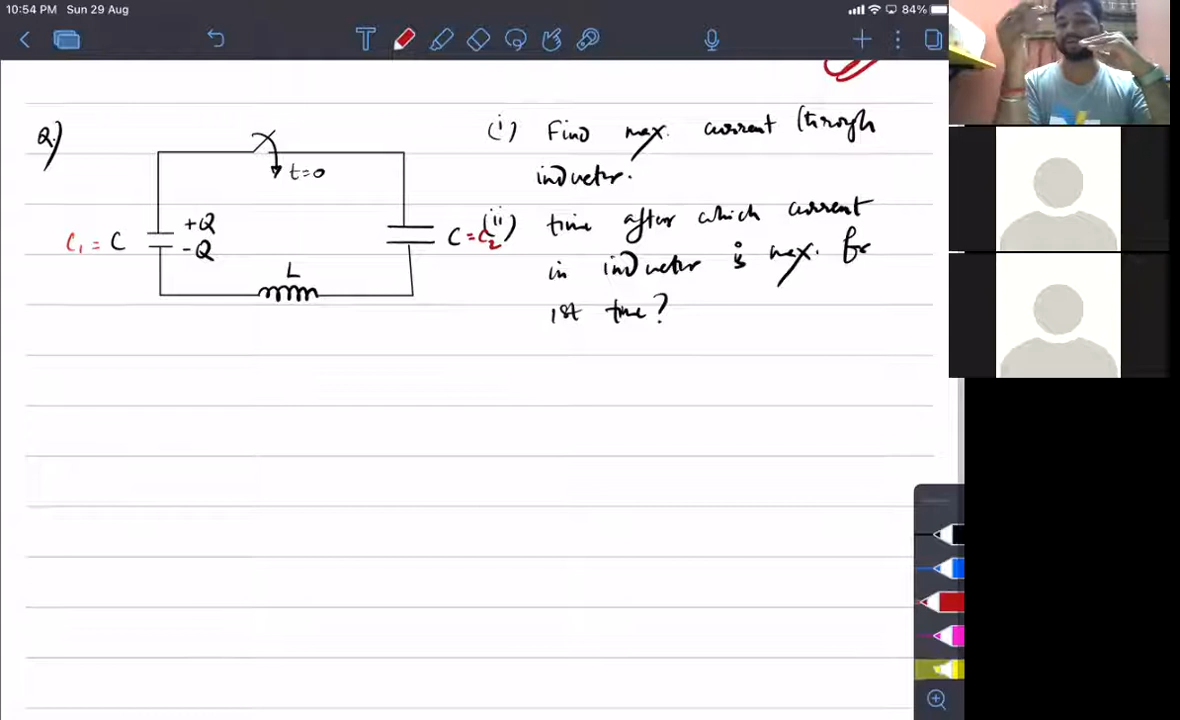 10:54 PM Sun 29 Aug
84%
T
Q.)
(i) Find max. current through
inductor.
t=0
+Q
-Q
C₁ = C
C = C₂
L
(ii) time after which current
in inductor is max. for
1st time?